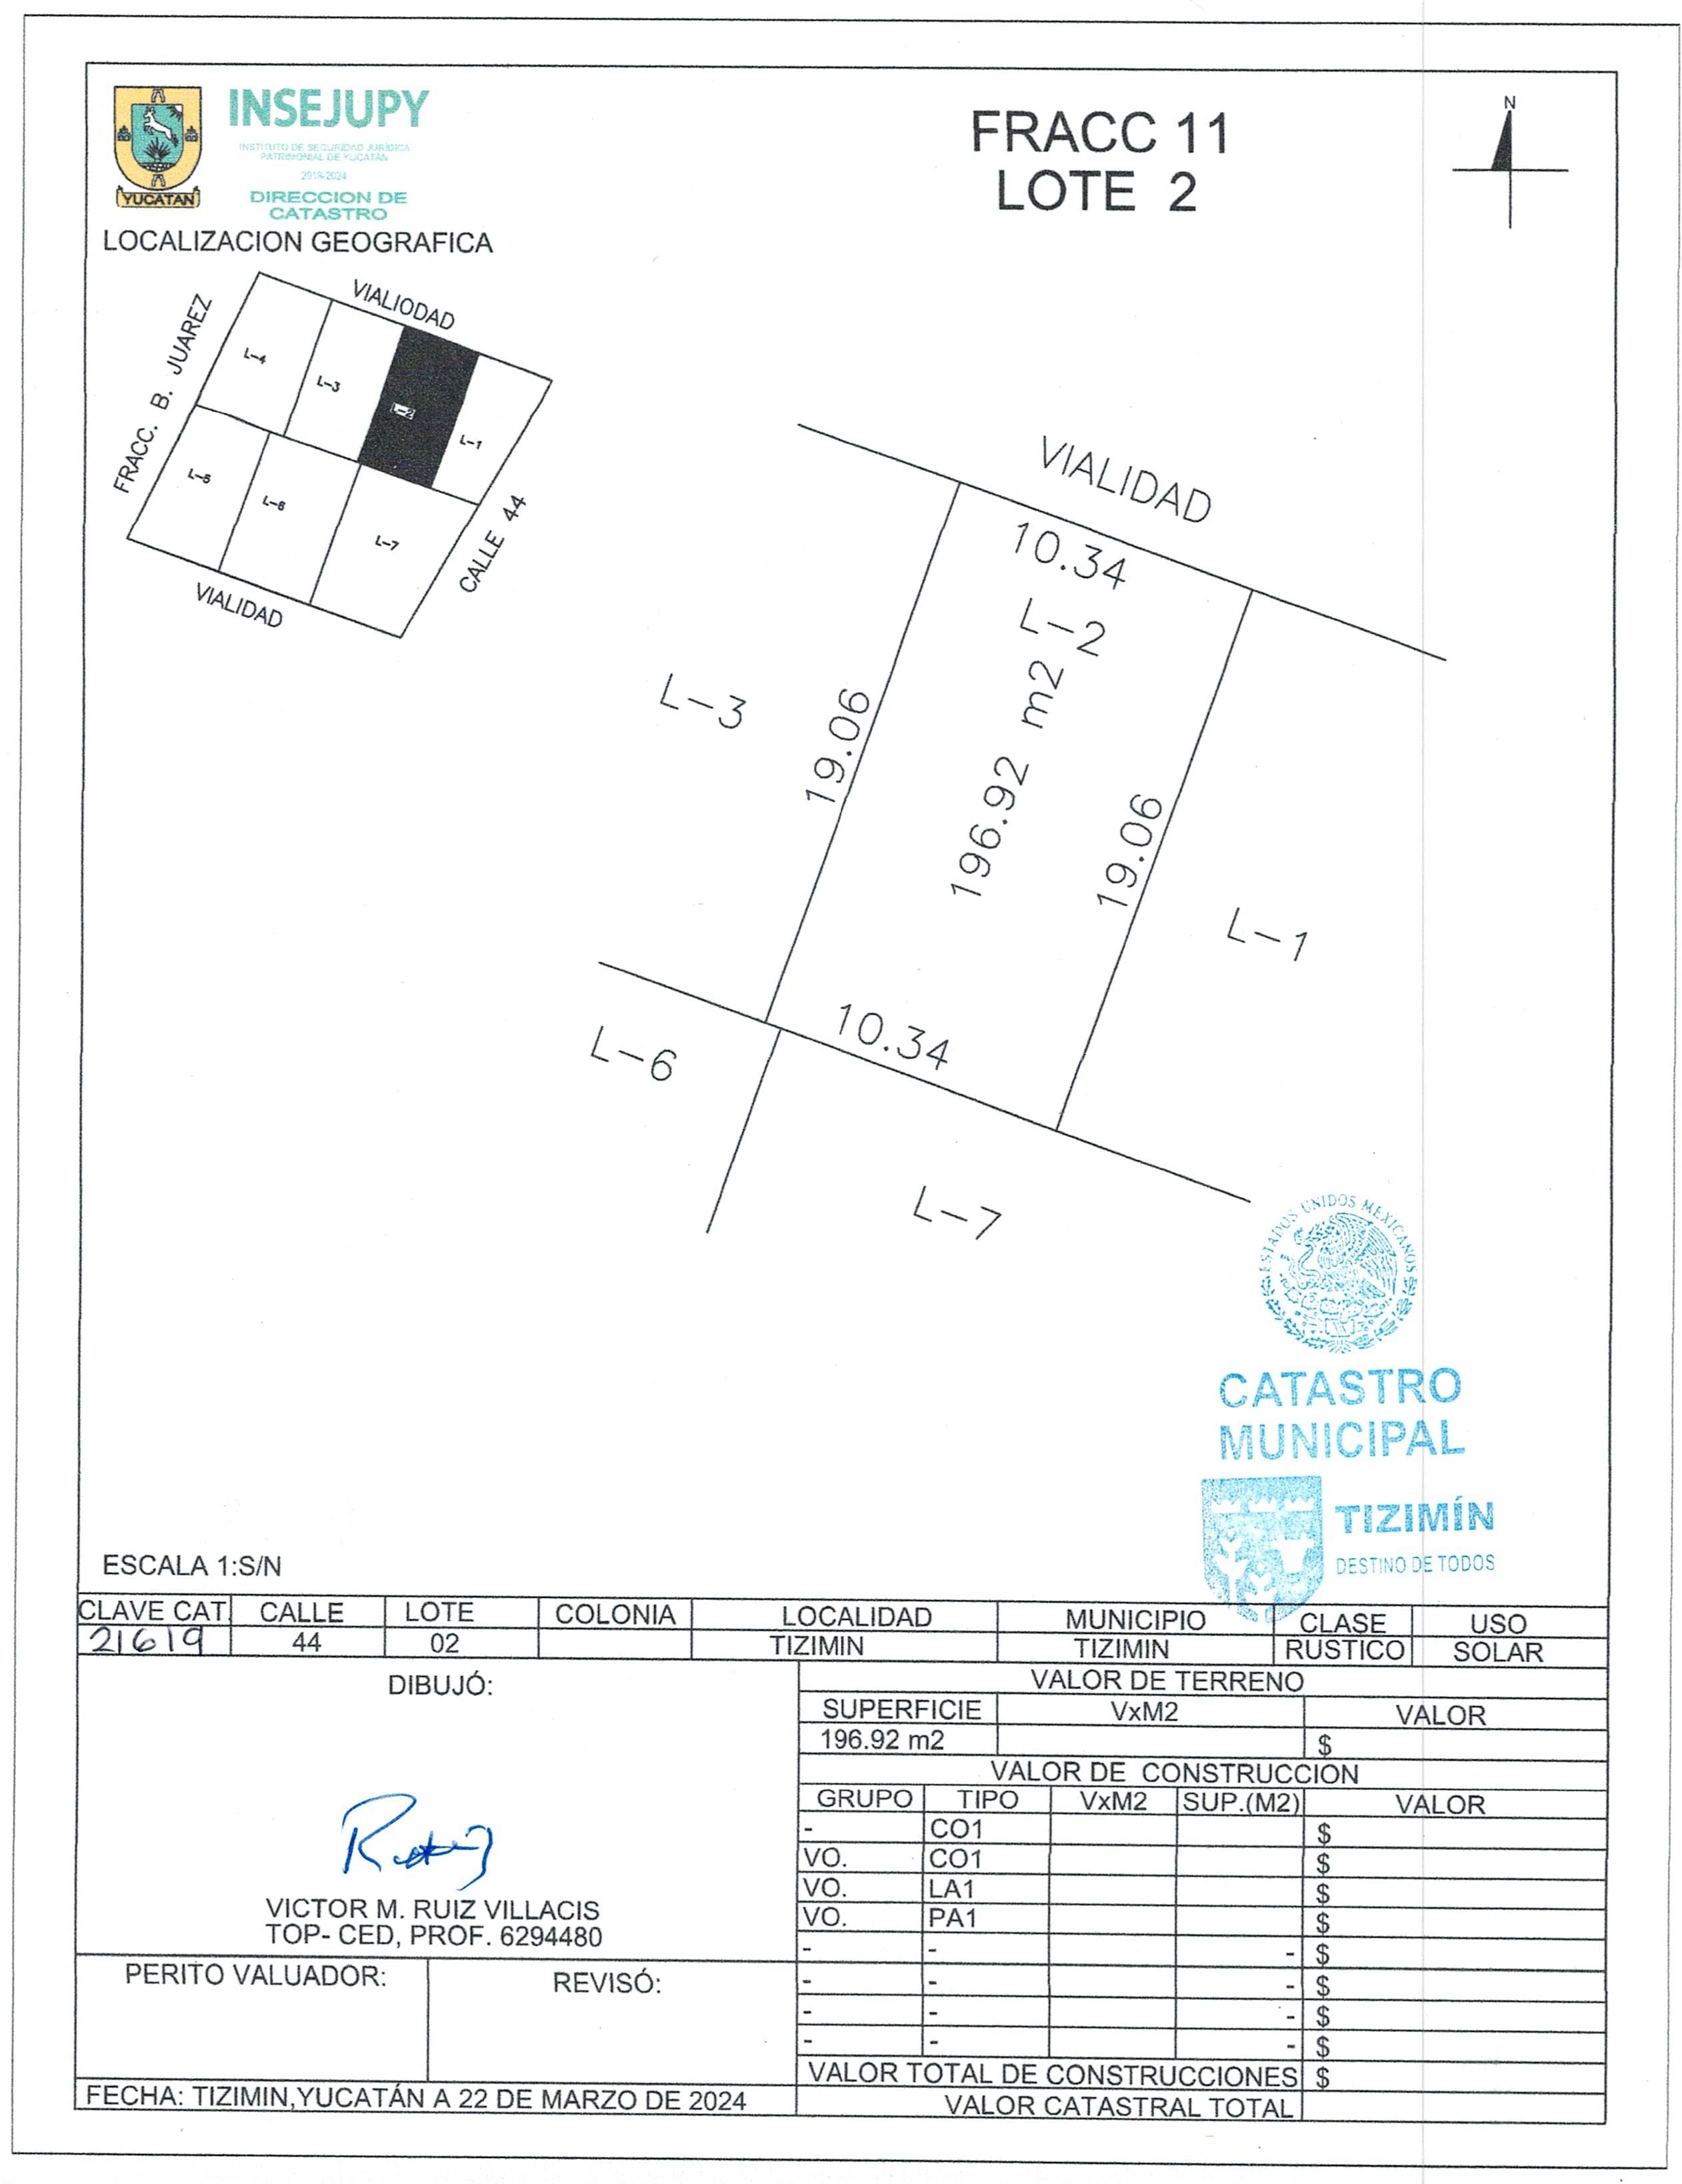 INSEJUPY
INSTITUTO DE SEGURIDAD JURÍDICA
PATRIMONIAL DE YUCATÁN
2018-2024
DIRECCION DE
CATASTRO
YUCATAN
FRACC 11
LOTE 2
N
LOCALIZACION GEOGRAFICA
VIALIODAD
FRACC. B. JUAREZ
L-4
L-3
L-2
L-1
L-5
L-6
L-7
CALLE 44
VIALIDAD
VIALIDAD
10.34
L-2
196.92 m2
L-3
19.06
19.06
L-1
10.34
L-6
L-7
ESTADOS UNIDOS MEXICANOS
CATASTRO
MUNICIPAL
TIZIMÍN
DESTINO DE TODOS
ESCALA 1:S/N
CLAVE CAT. CALLE LOTE COLONIA LOCALIDAD MUNICIPIO CLASE USO
21619 44 02 TIZIMIN TIZIMIN RUSTICO SOLAR
DIBUJÓ:
VICTOR M. RUIZ VILLACIS
TOP- CED, PROF. 6294480
PERITO VALUADOR: REVISÓ:
FECHA: TIZIMIN,YUCATÁN A 22 DE MARZO DE 2024
VALOR DE TERRENO
SUPERFICIE VxM2 VALOR
196.92 m2 $
VALOR DE CONSTRUCCION
GRUPO TIPO VxM2 SUP.(M2) VALOR
- CO1 $
VO. CO1 $
VO. LA1 $
VO. PA1 $
- - - $
- - - $
- - - $
- - - $
VALOR TOTAL DE CONSTRUCCIONES $
VALOR CATASTRAL TOTAL